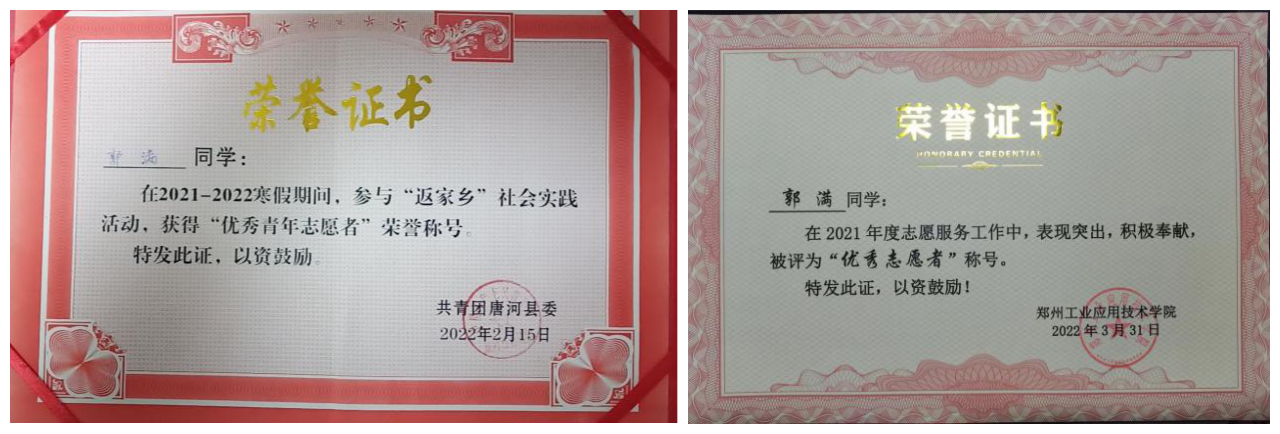 荣誉证书
郭满 同学：
在2021-2022寒假期间，参与“返家乡”社会实践
活动，获得“优秀青年志愿者”荣誉称号。
特发此证，以资鼓励。
共青团唐河县委
2022年2月15日
荣誉证书
HONORARY CREDENTIAL
郭满同学：
在2021年度志愿服务工作中，表现突出，积极奉献，
被评为“优秀志愿者”称号。
特发此证，以资鼓励！
郑州工业应用技术学院
2022年3月31日